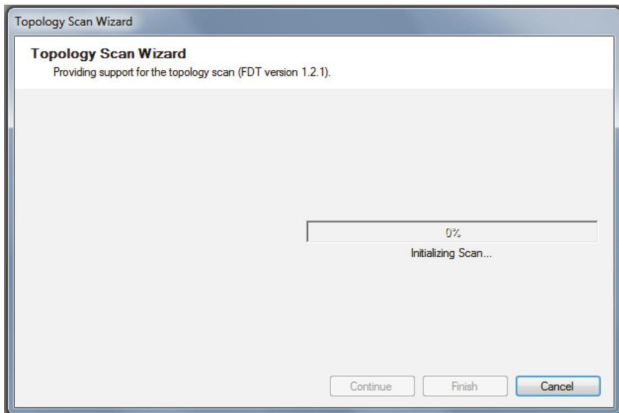 Topology Scan Wizard
Topology Scan Wizard
Providing support for the topology scan (FDT version 1.2.1).
0%
Initializing Scan...
Continue Finish Cancel